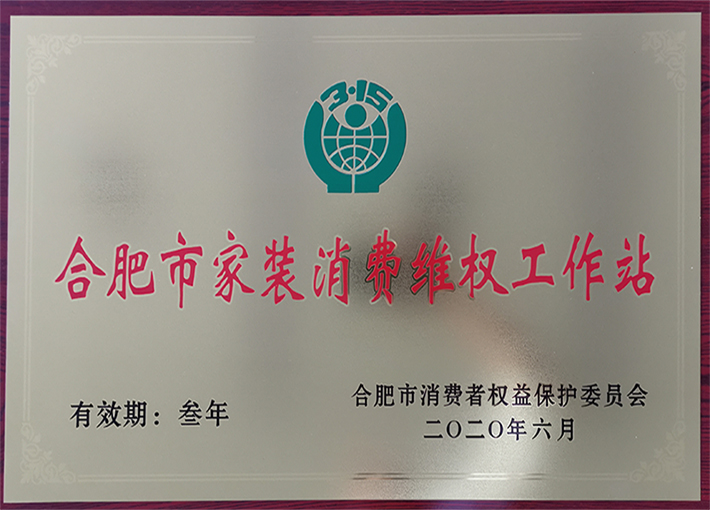 3·15
合肥市家装消费维权工作站
有效期：叁年
合肥市消费者权益保护委员会
二〇二〇年六月